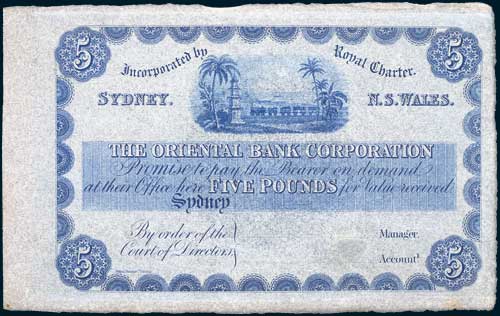 5 5
Incorporated by Royal Charter.
SYDNEY. N.S.WALES.
THE ORIENTAL BANK CORPORATION
Promise to pay the Bearer on demand
at their Office here FIVE POUNDS for Value received
Sydney
By order of the Manager.
Court of Directors Accountt
5 5